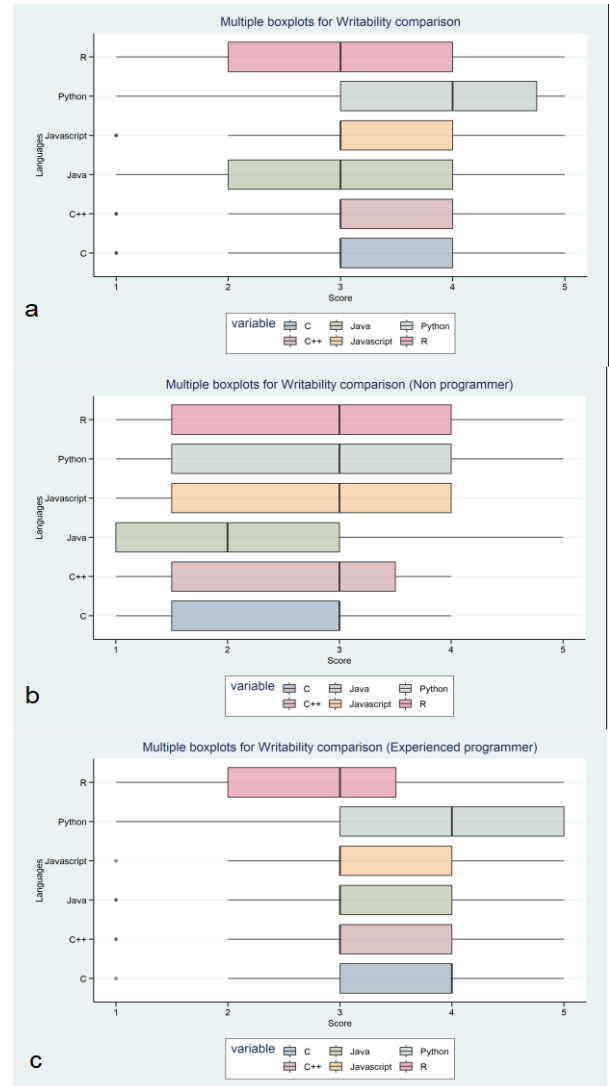 Multiple boxplots for Writability comparison
Languages
R
Python
Javascript
Java
C++
C
1 2 3 4 5
Score
a
variable C Java Python
C++ Javascript R
Multiple boxplots for Writability comparison (Non programmer)
Languages
R
Python
Javascript
Java
C++
C
1 2 3 4 5
Score
b
variable C Java Python
C++ Javascript R
Multiple boxplots for Writability comparison (Experienced programmer)
Languages
R
Python
Javascript
Java
C++
C
1 2 3 4 5
Score
c
variable C Java Python
C++ Javascript R